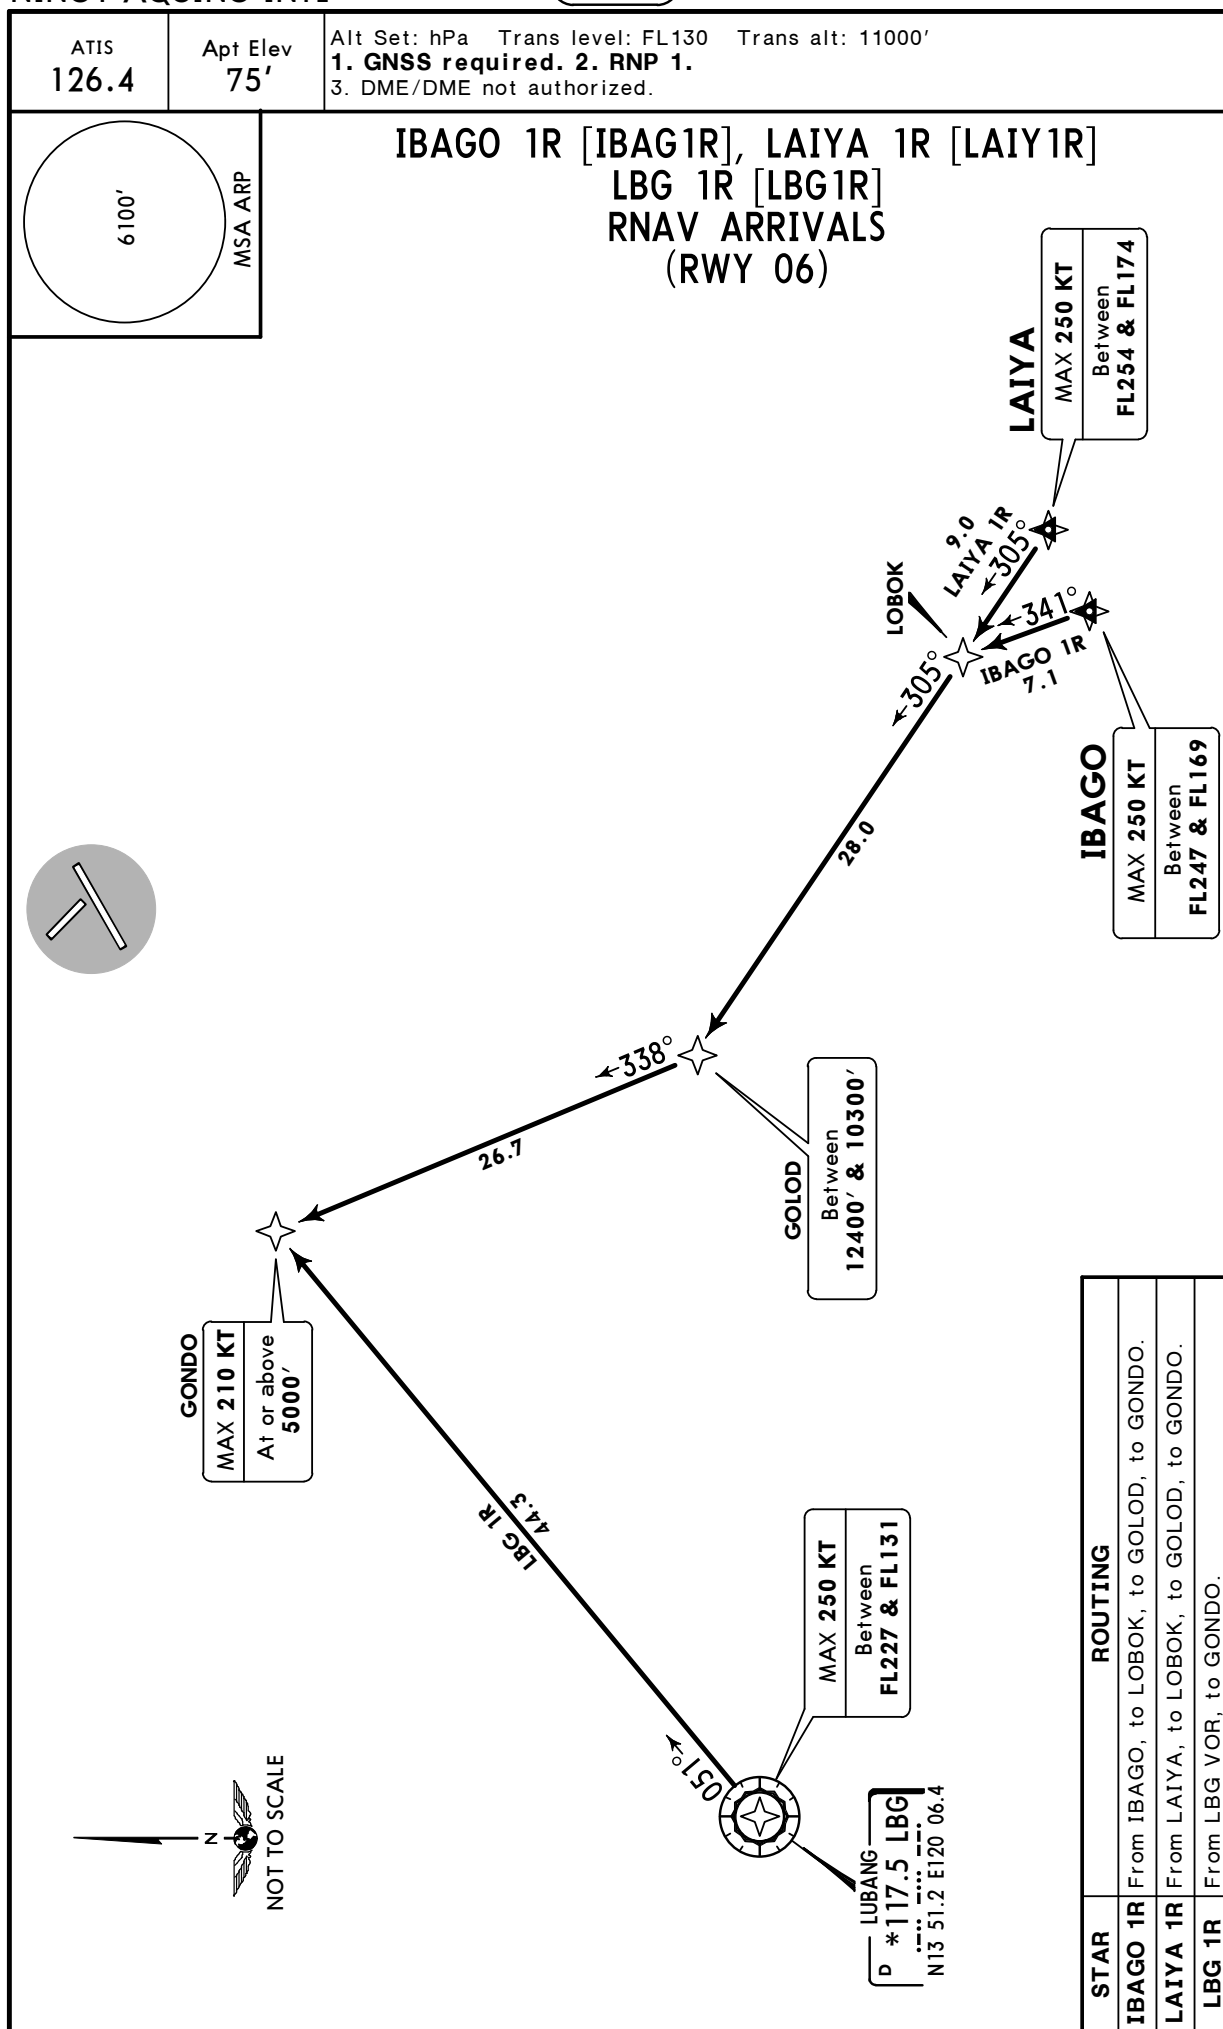 ATIS
126.4
Apt Elev
75'
Alt Set: hPa Trans level: FL130 Trans alt: 11000'
1. GNSS required. 2. RNP 1.
3. DME/DME not authorized.
6100'
MSA ARP
IBAGO 1R [IBAG1R], LAIYA 1R [LAIY1R]
LBG 1R [LBG1R]
RNAV ARRIVALS
(RWY 06)
LAIYA
MAX 250 KT
Between
FL254 & FL174
9.0
LAIYA 1R
305°
LOBOK
341°
IBAGO 1R
7.1
305°
IBAGO
MAX 250 KT
Between
FL247 & FL169
28.0
338°
26.7
GOLOD
Between
12400' & 10300'
GONDO
MAX 210 KT
At or above
5000'
LBG 1R
44.3
051°
MAX 250 KT
Between
FL227 & FL131
LUBANG
D *117.5 LBG
N13 51.2 E120 06.4
N
NOT TO SCALE
STAR ROUTING
IBAGO 1R From IBAGO, to LOBOK, to GOLOD, to GONDO.
LAIYA 1R From LAIYA, to LOBOK, to GOLOD, to GONDO.
LBG 1R From LBG VOR, to GONDO.